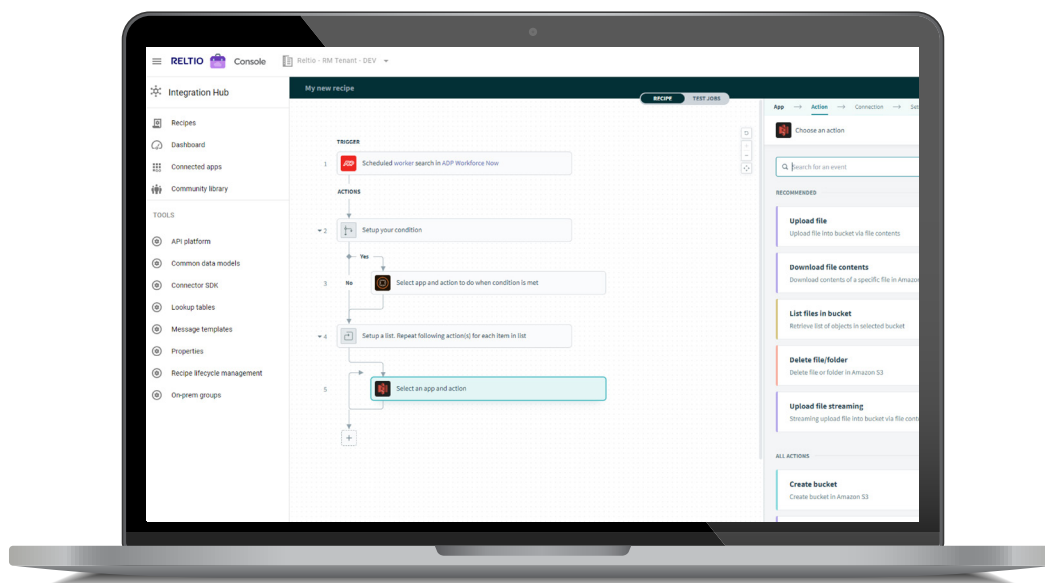 RELTIO Console Reltio - RM Tenant - DEV
Integration Hub
Recipes
Dashboard
Connected apps
Community library
TOOLS
API platform
Common data models
Connector SDK
Lookup tables
Message templates
Properties
Recipe lifecycle management
On-prem groups
My new recipe
RECIPE TEST JOBS
TRIGGER
1 Scheduled worker search in ADP Workforce Now
ACTIONS
2 Setup your condition
Yes
3 No Select app and action to do when condition is met
4 Setup a list. Repeat following action(s) for each item in list
5 Select an app and action
App Action Connection
Choose an action
Search for an event
RECOMMENDED
Upload file
Upload file into bucket via file contents
Download file contents
Download contents of a specific file in Amazon
List files in bucket
Retrieve list of objects in selected bucket
Delete file/folder
Delete file or folder in Amazon S3
Upload file streaming
Streaming upload file into bucket via file
ALL ACTIONS
Create bucket
Create bucket in Amazon S3